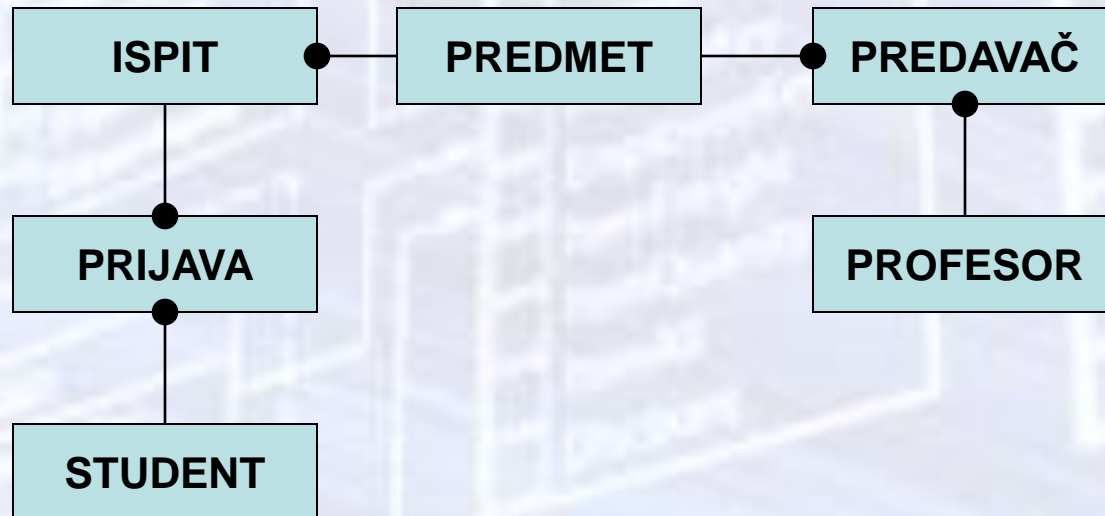 ISPIT
PREDMET
PREDAVAČ
PRIJAVA
PROFESOR
STUDENT